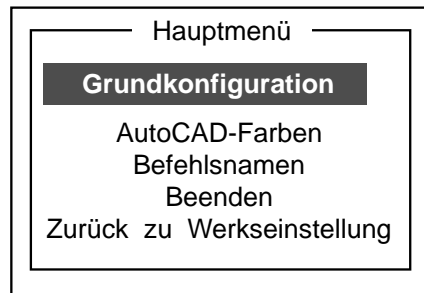 Hauptmenü
Grundkonfiguration
AutoCAD-Farben
Befehlsnamen
Beenden
Zurück zu Werkseinstellung